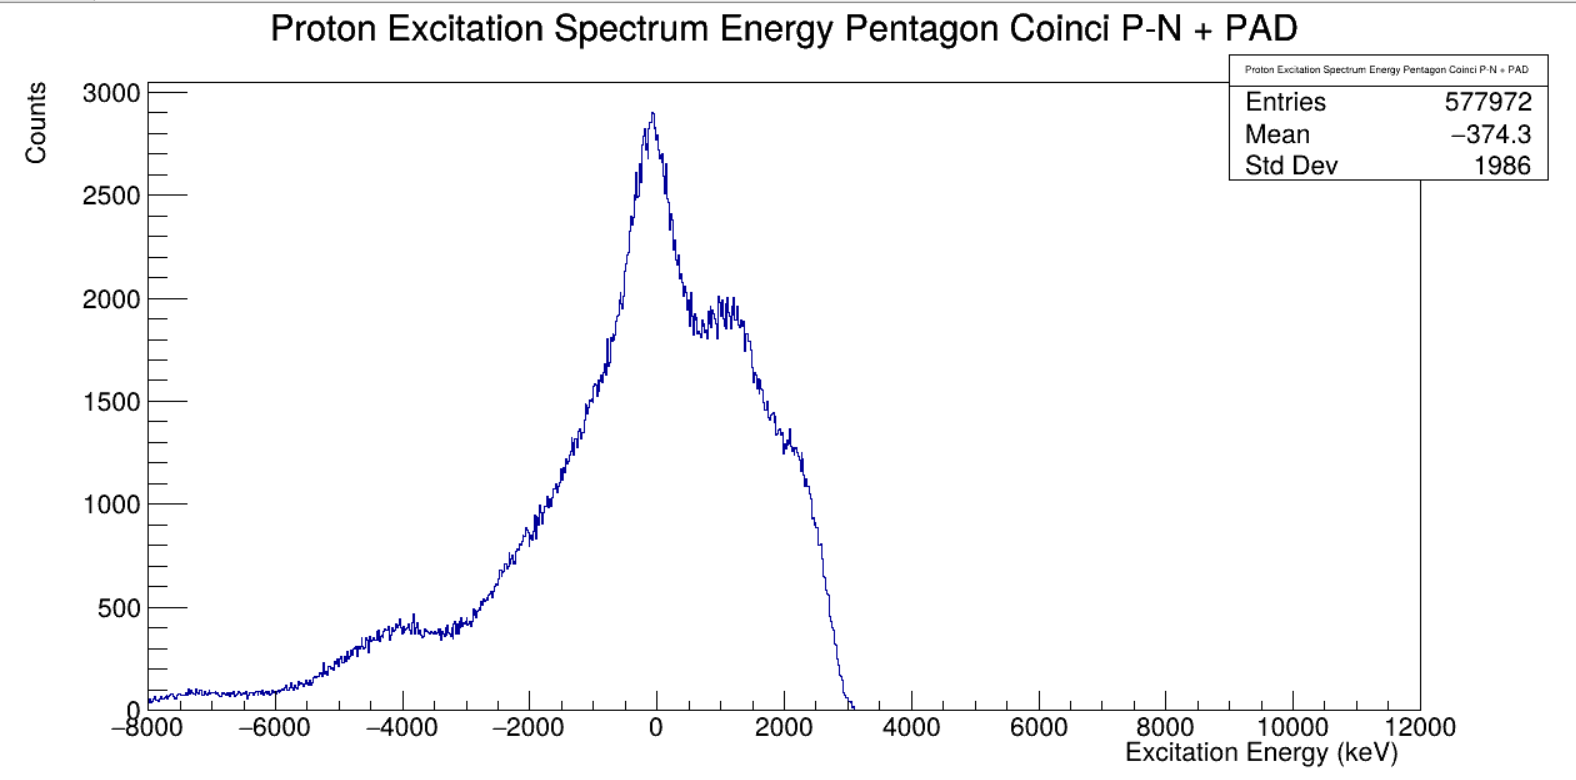 Proton Excitation Spectrum Energy Pentagon Coinci P-N + PAD
Proton Excitation Spectrum Energy Pentagon Coinci P-N + PAD
Entries 577972
Mean −374.3
Std Dev 1986
Counts
3000
2500
2000
1500
1000
500
0
−8000 −6000 −4000 −2000 0 2000 4000 6000 8000 10000 12000
Excitation Energy (keV)